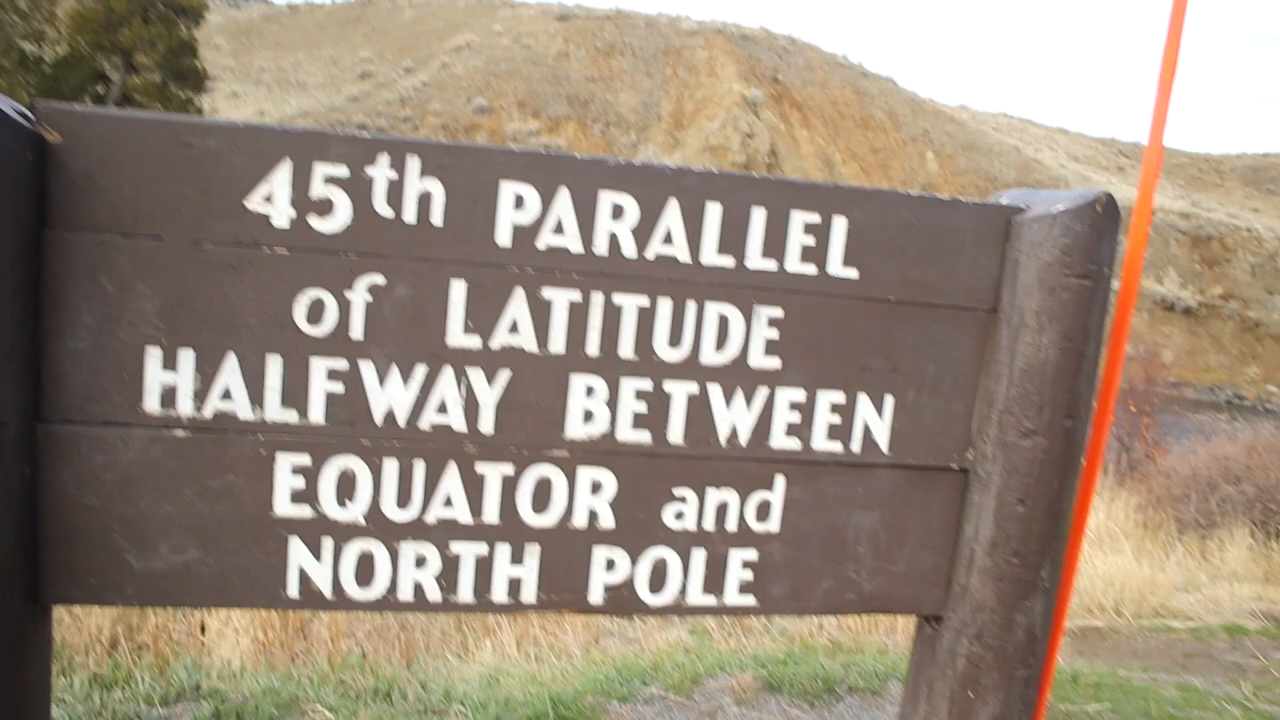 45th PARALLEL
of LATITUDE
HALFWAY BETWEEN
EQUATOR and
NORTH POLE